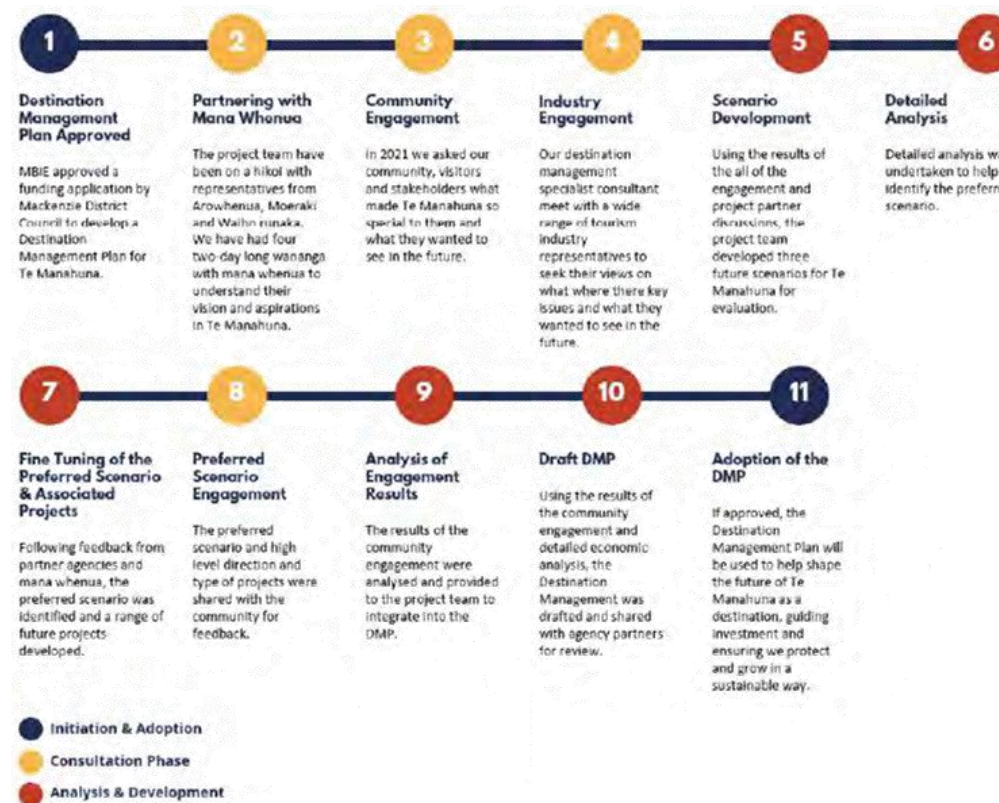 1
2
3
4
5
6
Destination
Management
Plan Approved
MBIE approved a
funding application by
Mackenzie District
Council to develop a
Destination
Management Plan for
Te Manahuna.
Partnering with
Mana Whenua
The project team have
been on a hikoi with
representatives from
Arowhenua, Moeraki
and Waiho runaka.
We have had four
two-day long wananga
with mana whenua to
understand their
vision and aspirations
in Te Manahuna.
Community
Engagement
In 2021 we asked our
community, visitors
and stakeholders what
made Te Manahuna so
special to them and
what they wanted to
see in the future.
Industry
Engagement
Our destination
management
specialist consultant
meet with a wide
range of tourism
industry
representatives to
seek their views on
what where there key
issues and what they
wanted to see in the
future.
Scenario
Development
Using the results of
the all of the
engagement and
project partner
discussions, the
project team
developed three
future scenarios for Te
Manahuna for
evaluation.
Detailed
Analysis
Detailed analysis w
undertaken to help
identify the preferr
scenario.
7
8
9
10
11
Fine Tuning of the
Preferred Scenario
& Associated
Projects
Following feedback from
partner agencies and
mana whenua, the
preferred scenario was
identified and a range of
future projects
developed.
Preferred
Scenario
Engagement
The preferred
scenario and high
level direction and
type of projects were
shared with the
community for
feedback.
Analysis of
Engagement
Results
The results of the
community
engagement were
analysed and provided
to the project team to
integrate into the
DMP.
Draft DMP
Using the results of
the community
engagement and
detailed economic
analysis, the
Destination
Management was
drafted and shared
with agency partners
for review.
Adoption of the
DMP
If approved, the
Destination
Management Plan will
be used to help shape
the future of Te
Manahuna as a
destination, guiding
investment and
ensuring we protect
and grow in a
sustainable way.
Initiation & Adoption
Consultation Phase
Analysis & Development